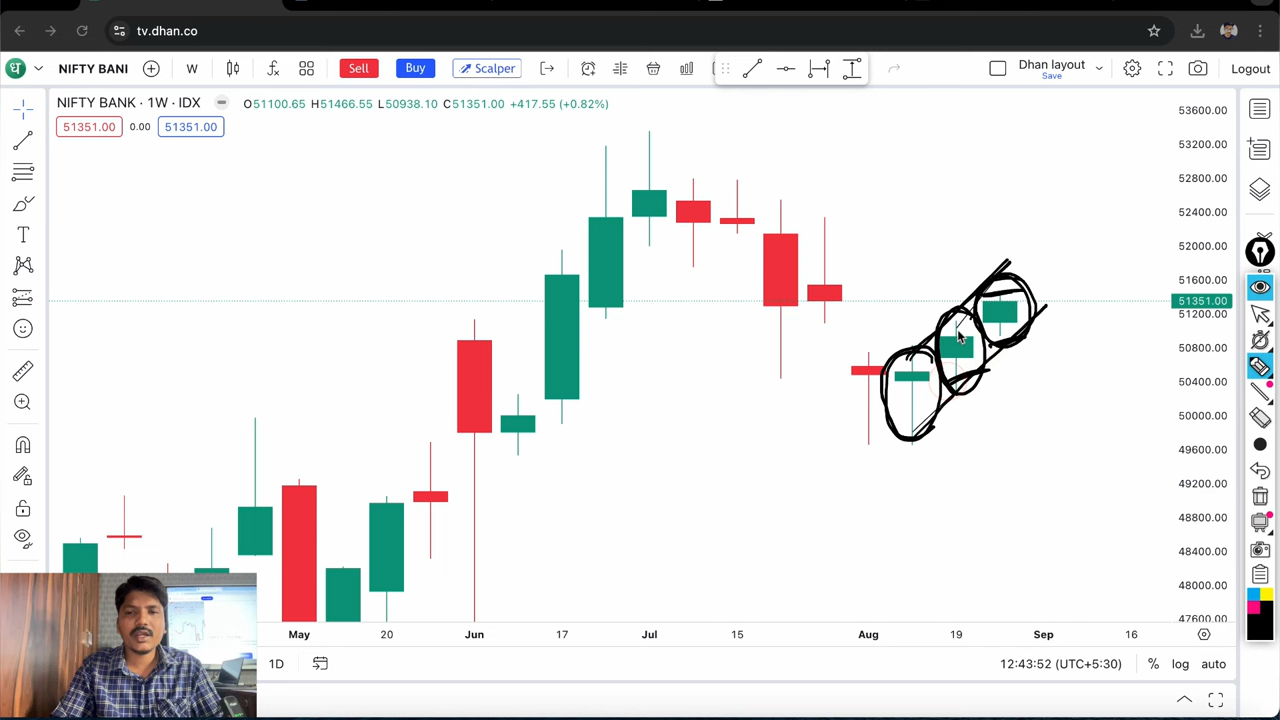 tv.dhan.co
NIFTY BANI
W
Sell
Buy
Scalper
Dhan layout
Save
Logout
NIFTY BANK · 1W · IDX
O51100.65 H51466.55 L50938.10 C51351.00 +417.55 (+0.82%)
51351.00
0.00
51351.00
53600.00
53200.00
52800.00
52400.00
52000.00
51600.00
51351.00
51200.00
50800.00
50400.00
50000.00
49600.00
49200.00
48800.00
48400.00
48000.00
47600.00
May
20
Jun
17
Jul
15
Aug
19
Sep
16
1D
12:43:52 (UTC+5:30)
%
log
auto